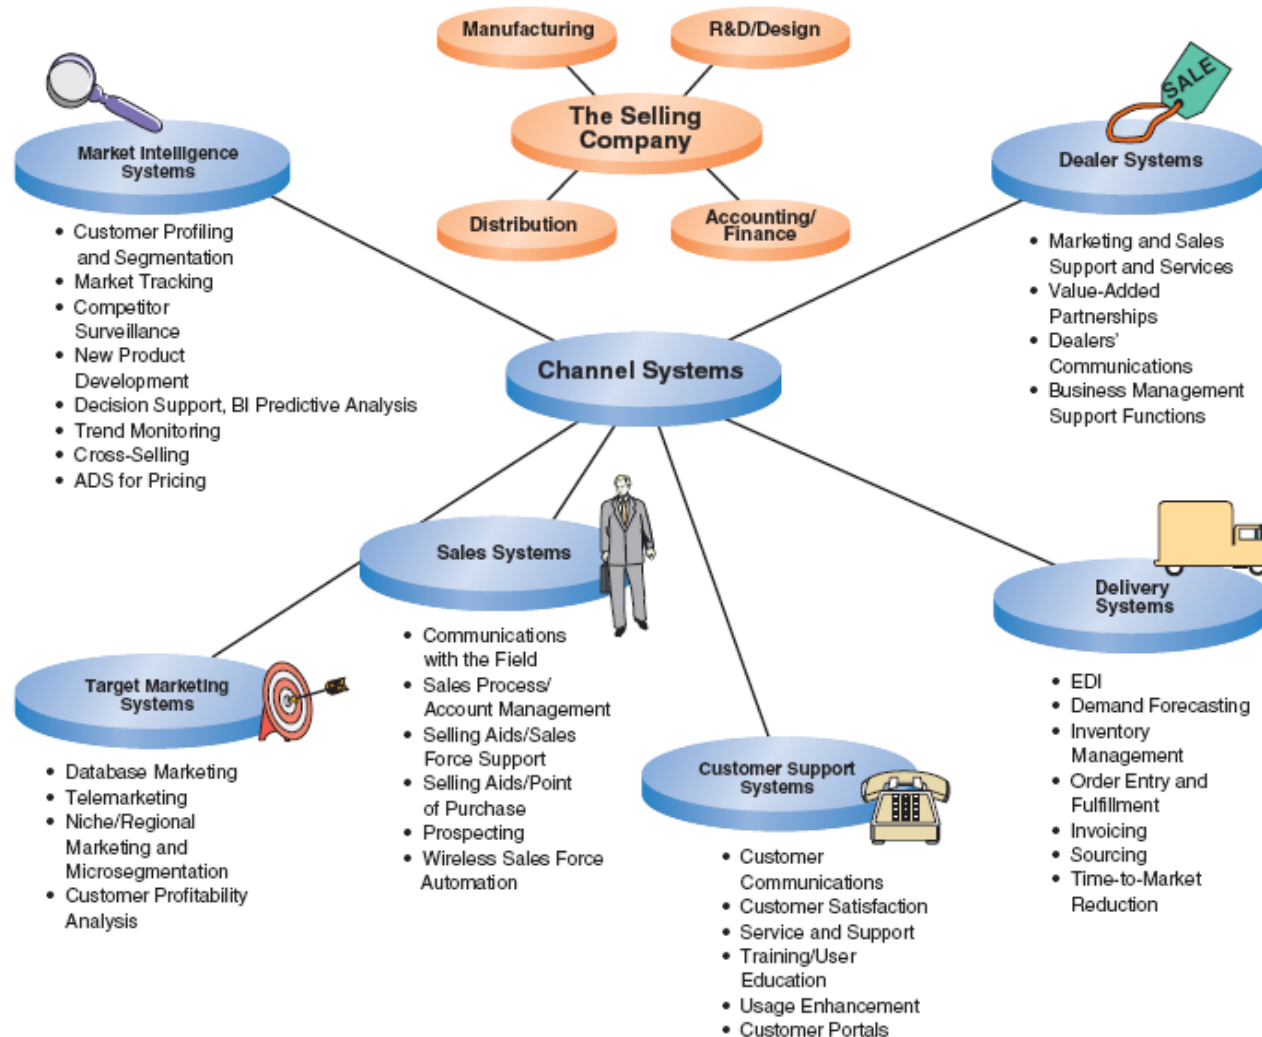 Manufacturing
R&D/Design
The Selling
Company
Distribution
Accounting/
Finance
SALE
Market Intelligence
Systems
• Customer Profiling
and Segmentation
• Market Tracking
• Competitor
Surveillance
• New Product
Development
• Decision Support, BI Predictive Analysis
• Trend Monitoring
• Cross-Selling
• ADS for Pricing
Dealer Systems
• Marketing and Sales
Support and Services
• Value-Added
Partnerships
• Dealers'
Communications
• Business Management
Support Functions
Channel Systems
Target Marketing
Systems
• Database Marketing
• Telemarketing
• Niche/Regional
Marketing and
Microsegmentation
• Customer Profitability
Analysis
Sales Systems
• Communications
with the Field
• Sales Process/
Account Management
• Selling Aids/Sales
Force Support
• Selling Aids/Point
of Purchase
• Prospecting
• Wireless Sales Force
Automation
Customer Support
Systems
• Customer
Communications
• Customer Satisfaction
• Service and Support
• Training/User
Education
• Usage Enhancement
• Customer Portals
Delivery
Systems
• EDI
• Demand Forecasting
• Inventory
Management
• Order Entry and
Fulfillment
• Invoicing
• Sourcing
• Time-to-Market
Reduction